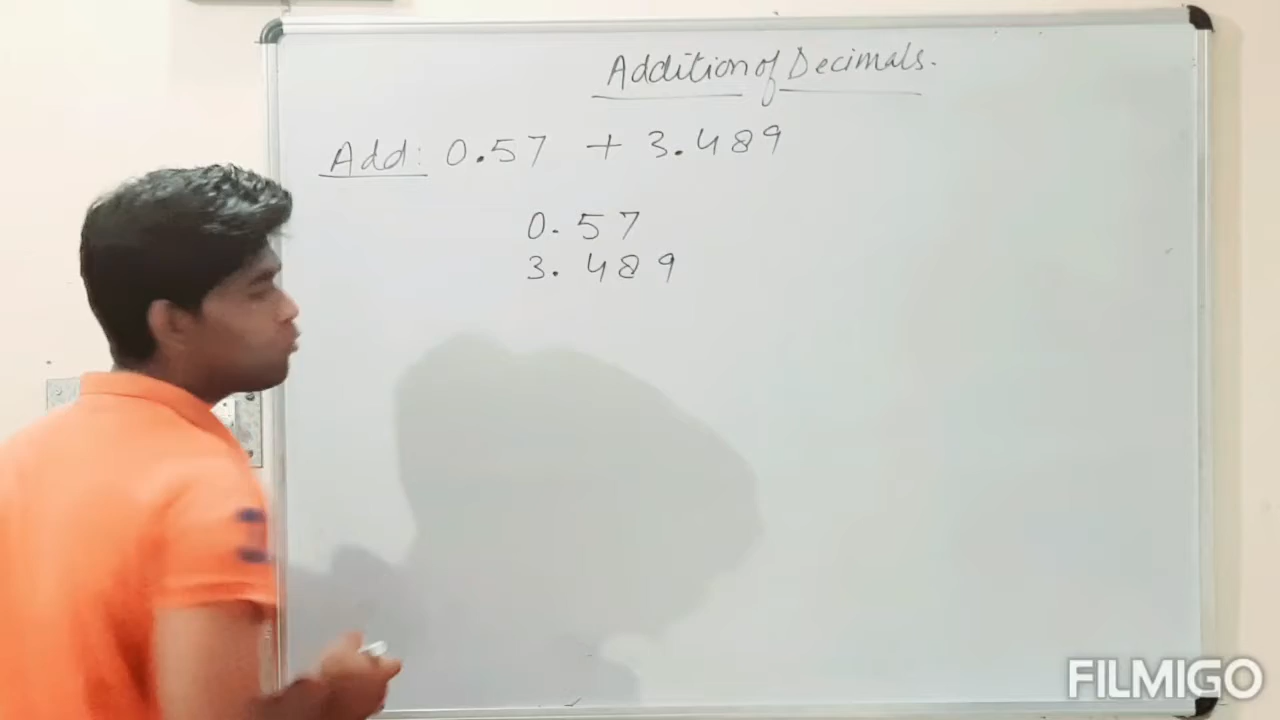 Addition of Decimals.
Add: 0.57 + 3.489
0.57
3.489
FILMIGO